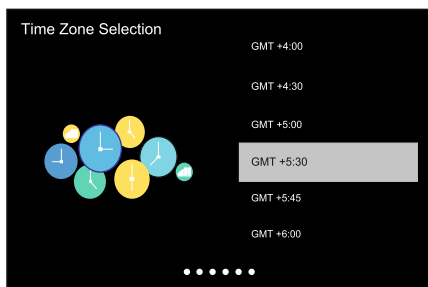 Time Zone Selection
GMT +4:00
GMT +4:30
GMT +5:00
GMT +5:30
GMT +5:45
GMT +6:00